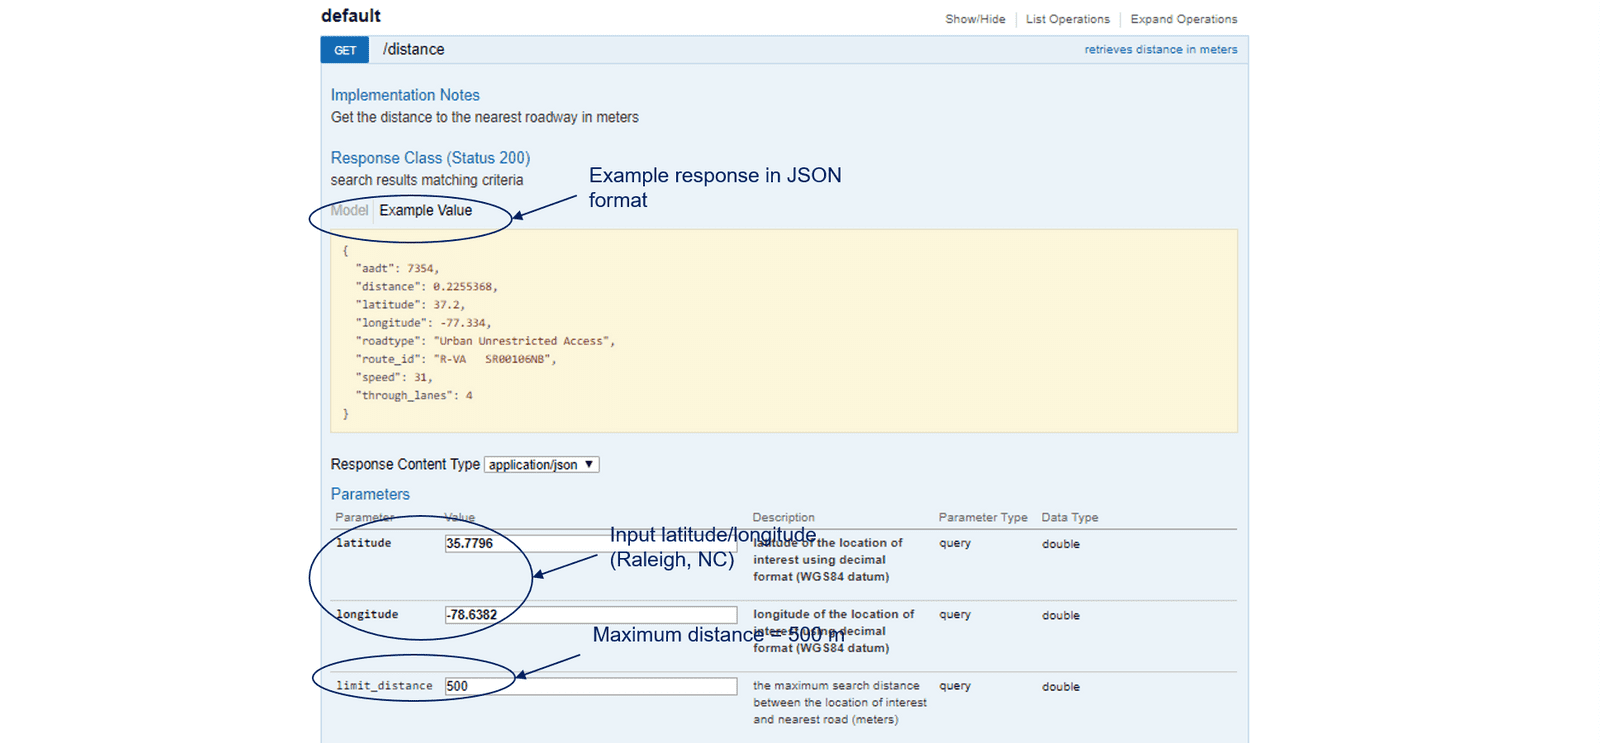 default
Show/Hide | List Operations | Expand Operations
GET /distance retrieves distance in meters
Implementation Notes
Get the distance to the nearest roadway in meters
Response Class (Status 200)
search results matching criteria
Example response in JSON
format
Model | Example Value
{
"aadt": 7354,
"distance": 0.2255368,
"latitude": 37.2,
"longitude": -77.334,
"roadtype": "Urban Unrestricted Access",
"route_id": "R-VA   SR00106NB",
"speed": 31,
"through_lanes": 4
}
Response Content Type application/json ▼
Parameters
Parameter Value Description Parameter Type Data Type
Input latitude/longitude
(Raleigh, NC)
latitude 35.7796 latitude of the location of query double
interest using decimal
format (WGS84 datum)
longitude -78.6382 longitude of the location of query double
interest using decimal
format (WGS84 datum)
Maximum distance = 500 m
limit_distance 500 the maximum search distance query double
between the location of interest
and nearest road (meters)